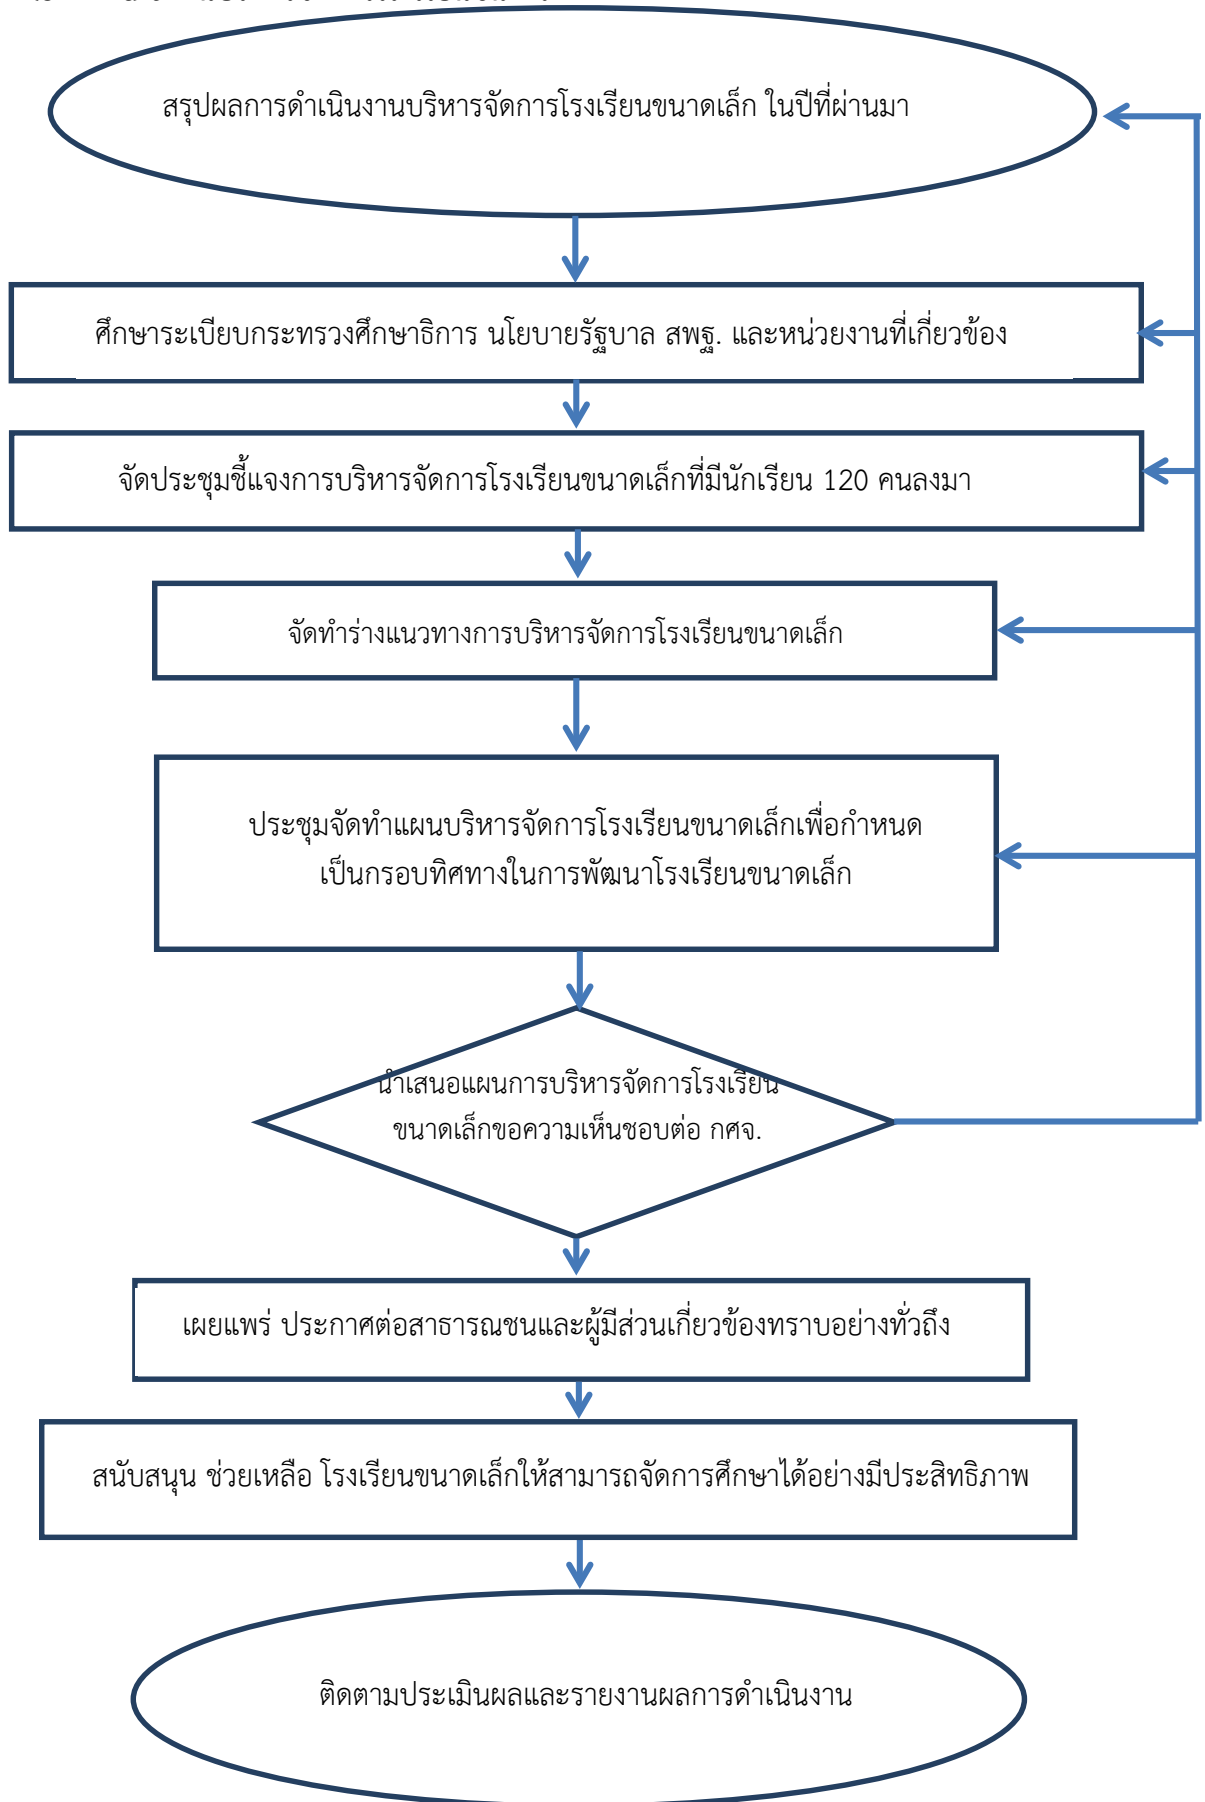 สรุปผลการดำเนินงานบริหารจัดการโรงเรียนขนาดเล็ก ในปีที่ผ่านมา
ศึกษาระเบียบกระทรวงศึกษาธิการ นโยบายรัฐบาล สพฐ. และหน่วยงานที่เกี่ยวข้อง
จัดประชุมชี้แจงการบริหารจัดการโรงเรียนขนาดเล็กที่มีนักเรียน 120 คนลงมา
จัดทำร่างแนวทางการบริหารจัดการโรงเรียนขนาดเล็ก
ประชุมจัดทำแผนบริหารจัดการโรงเรียนขนาดเล็กเพื่อกำหนด
เป็นกรอบทิศทางในการพัฒนาโรงเรียนขนาดเล็ก
นำเสนอแผนการบริหารจัดการโรงเรียน
ขนาดเล็กขอความเห็นชอบต่อ กศจ.
เผยแพร่ ประกาศต่อสาธารณชนและผู้มีส่วนเกี่ยวข้องทราบอย่างทั่วถึง
สนับสนุน ช่วยเหลือ โรงเรียนขนาดเล็กให้สามารถจัดการศึกษาได้อย่างมีประสิทธิภาพ
ติดตามประเมินผลและรายงานผลการดำเนินงาน